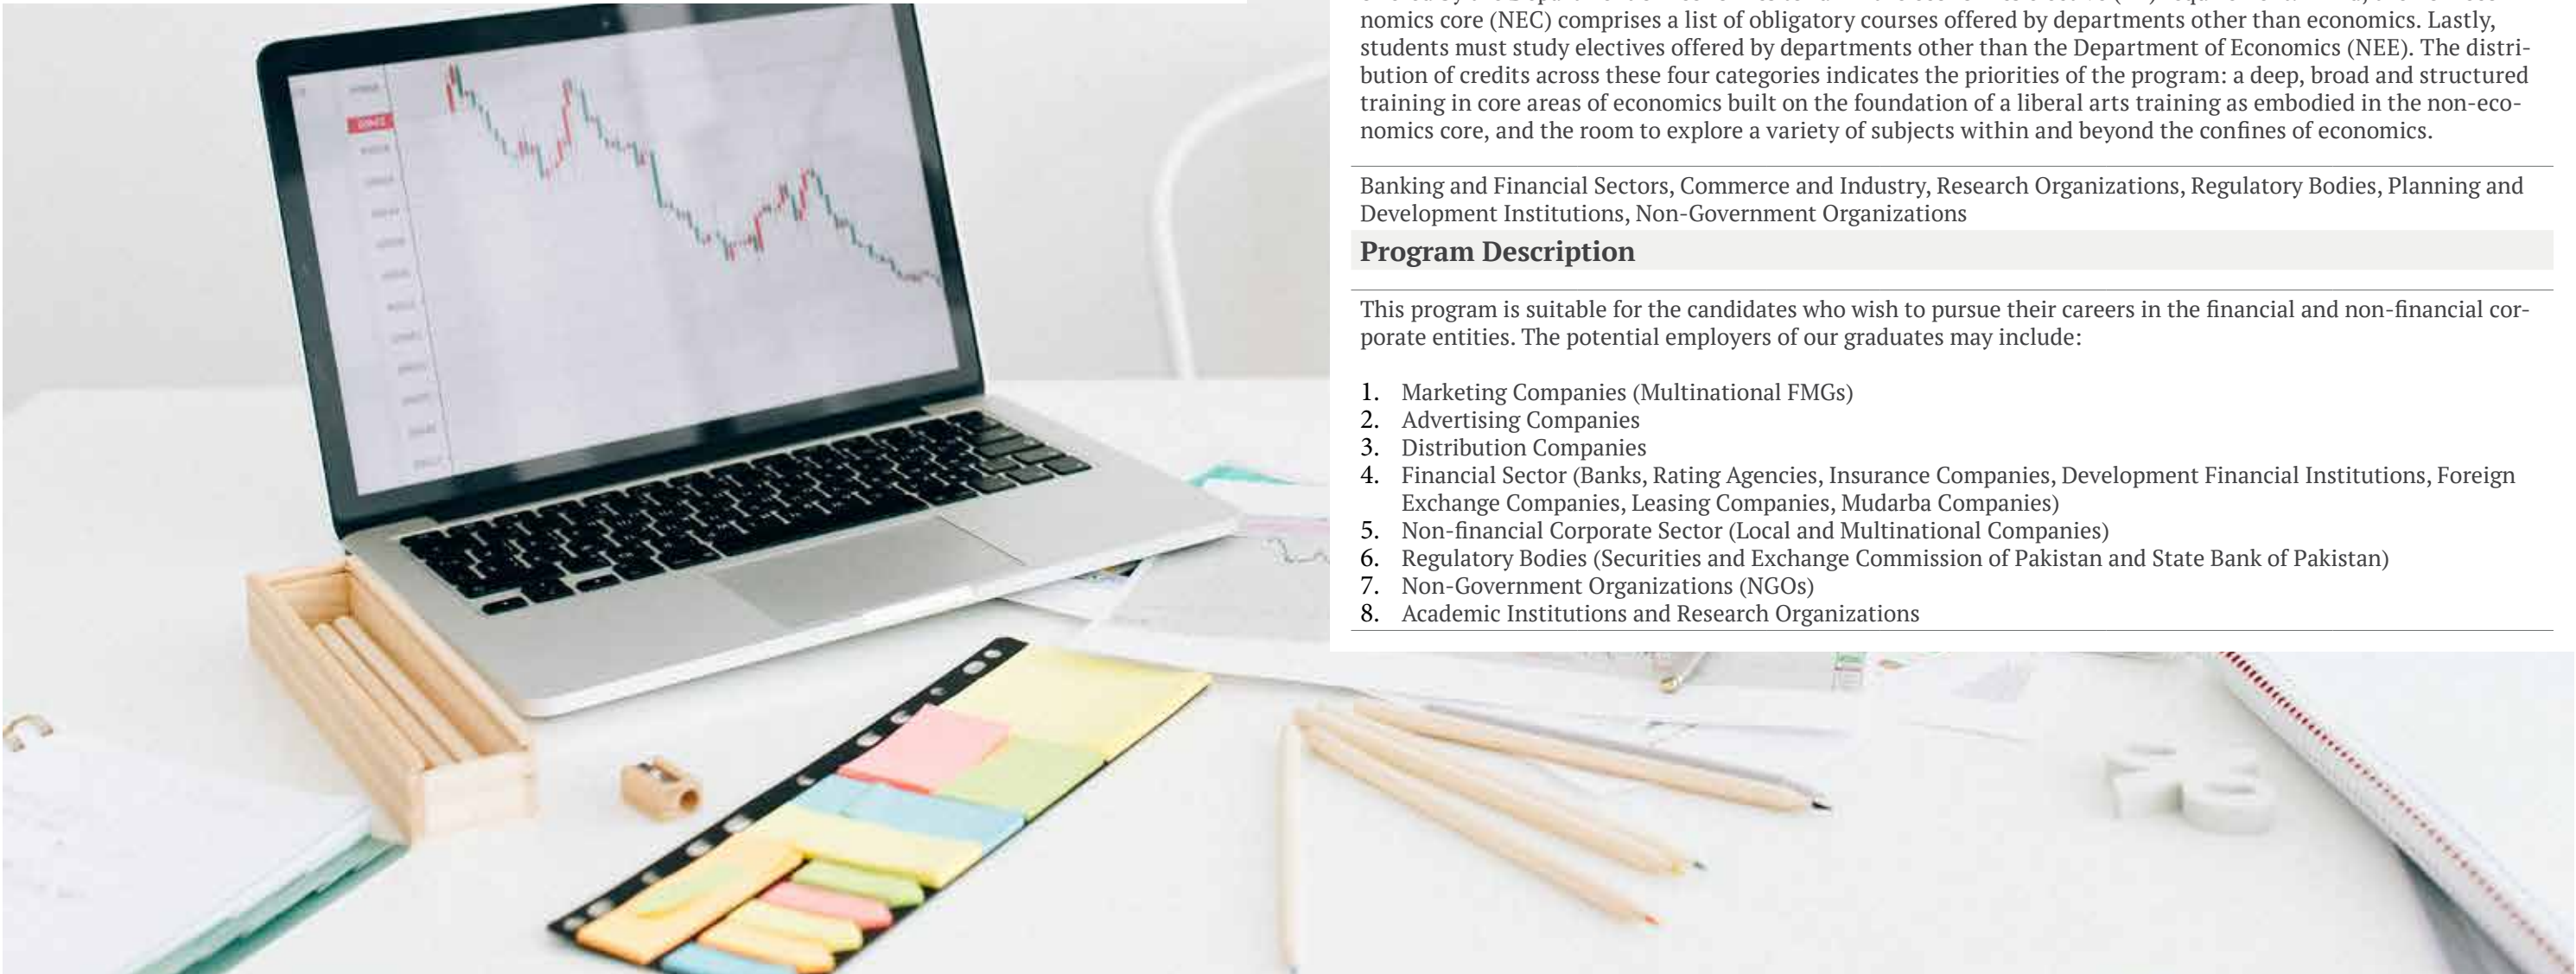 nomics core (NEC) comprises a list of obligatory courses offered by departments other than economics. Lastly,
students must study electives offered by departments other than the Department of Economics (NEE). The distri-
bution of credits across these four categories indicates the priorities of the program: a deep, broad and structured
training in core areas of economics built on the foundation of a liberal arts training as embodied in the non-eco-
nomics core, and the room to explore a variety of subjects within and beyond the confines of economics.
Banking and Financial Sectors, Commerce and Industry, Research Organizations, Regulatory Bodies, Planning and
Development Institutions, Non-Government Organizations
Program Description
This program is suitable for the candidates who wish to pursue their careers in the financial and non-financial cor-
porate entities. The potential employers of our graduates may include:
1. Marketing Companies (Multinational FMGs)
2. Advertising Companies
3. Distribution Companies
4. Financial Sector (Banks, Rating Agencies, Insurance Companies, Development Financial Institutions, Foreign
Exchange Companies, Leasing Companies, Mudarba Companies)
5. Non-financial Corporate Sector (Local and Multinational Companies)
6. Regulatory Bodies (Securities and Exchange Commission of Pakistan and State Bank of Pakistan)
7. Non-Government Organizations (NGOs)
8. Academic Institutions and Research Organizations